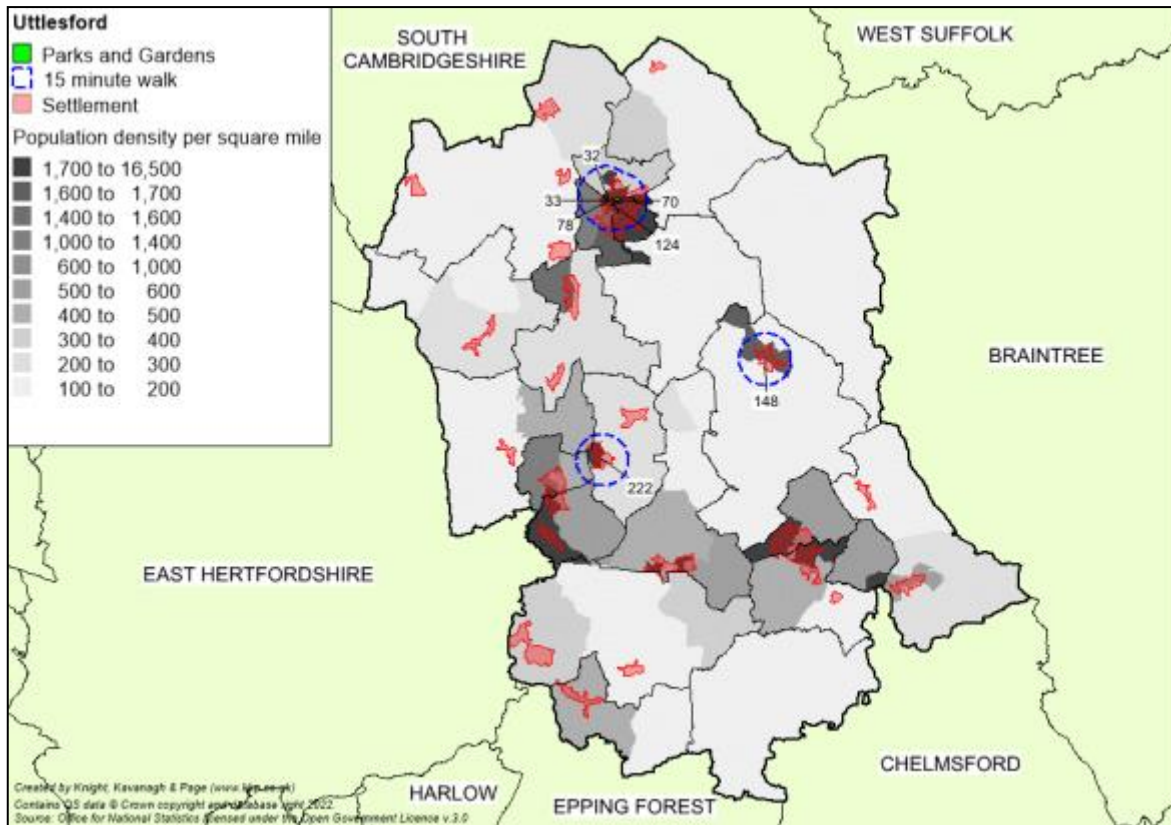 Uttlesford
Parks and Gardens
15 minute walk
Settlement
Population density per square mile
1,700 to 16,500
1,600 to 1,700
1,400 to 1,600
1,000 to 1,400
600 to 1,000
500 to 600
400 to 500
300 to 400
200 to 300
100 to 200
SOUTH
CAMBRIDGESHIRE
WEST SUFFOLK
32
33
70
78
124
BRAINTREE
148
222
EAST HERTFORDSHIRE
CHELMSFORD
HARLOW
EPPING FOREST
Created by Knight, Kavanagh & Page (www.kkp.co.uk)
Contains OS data © Crown copyright and database right 2022
Source: Office for National Statistics licensed under the Open Government Licence v.3.0